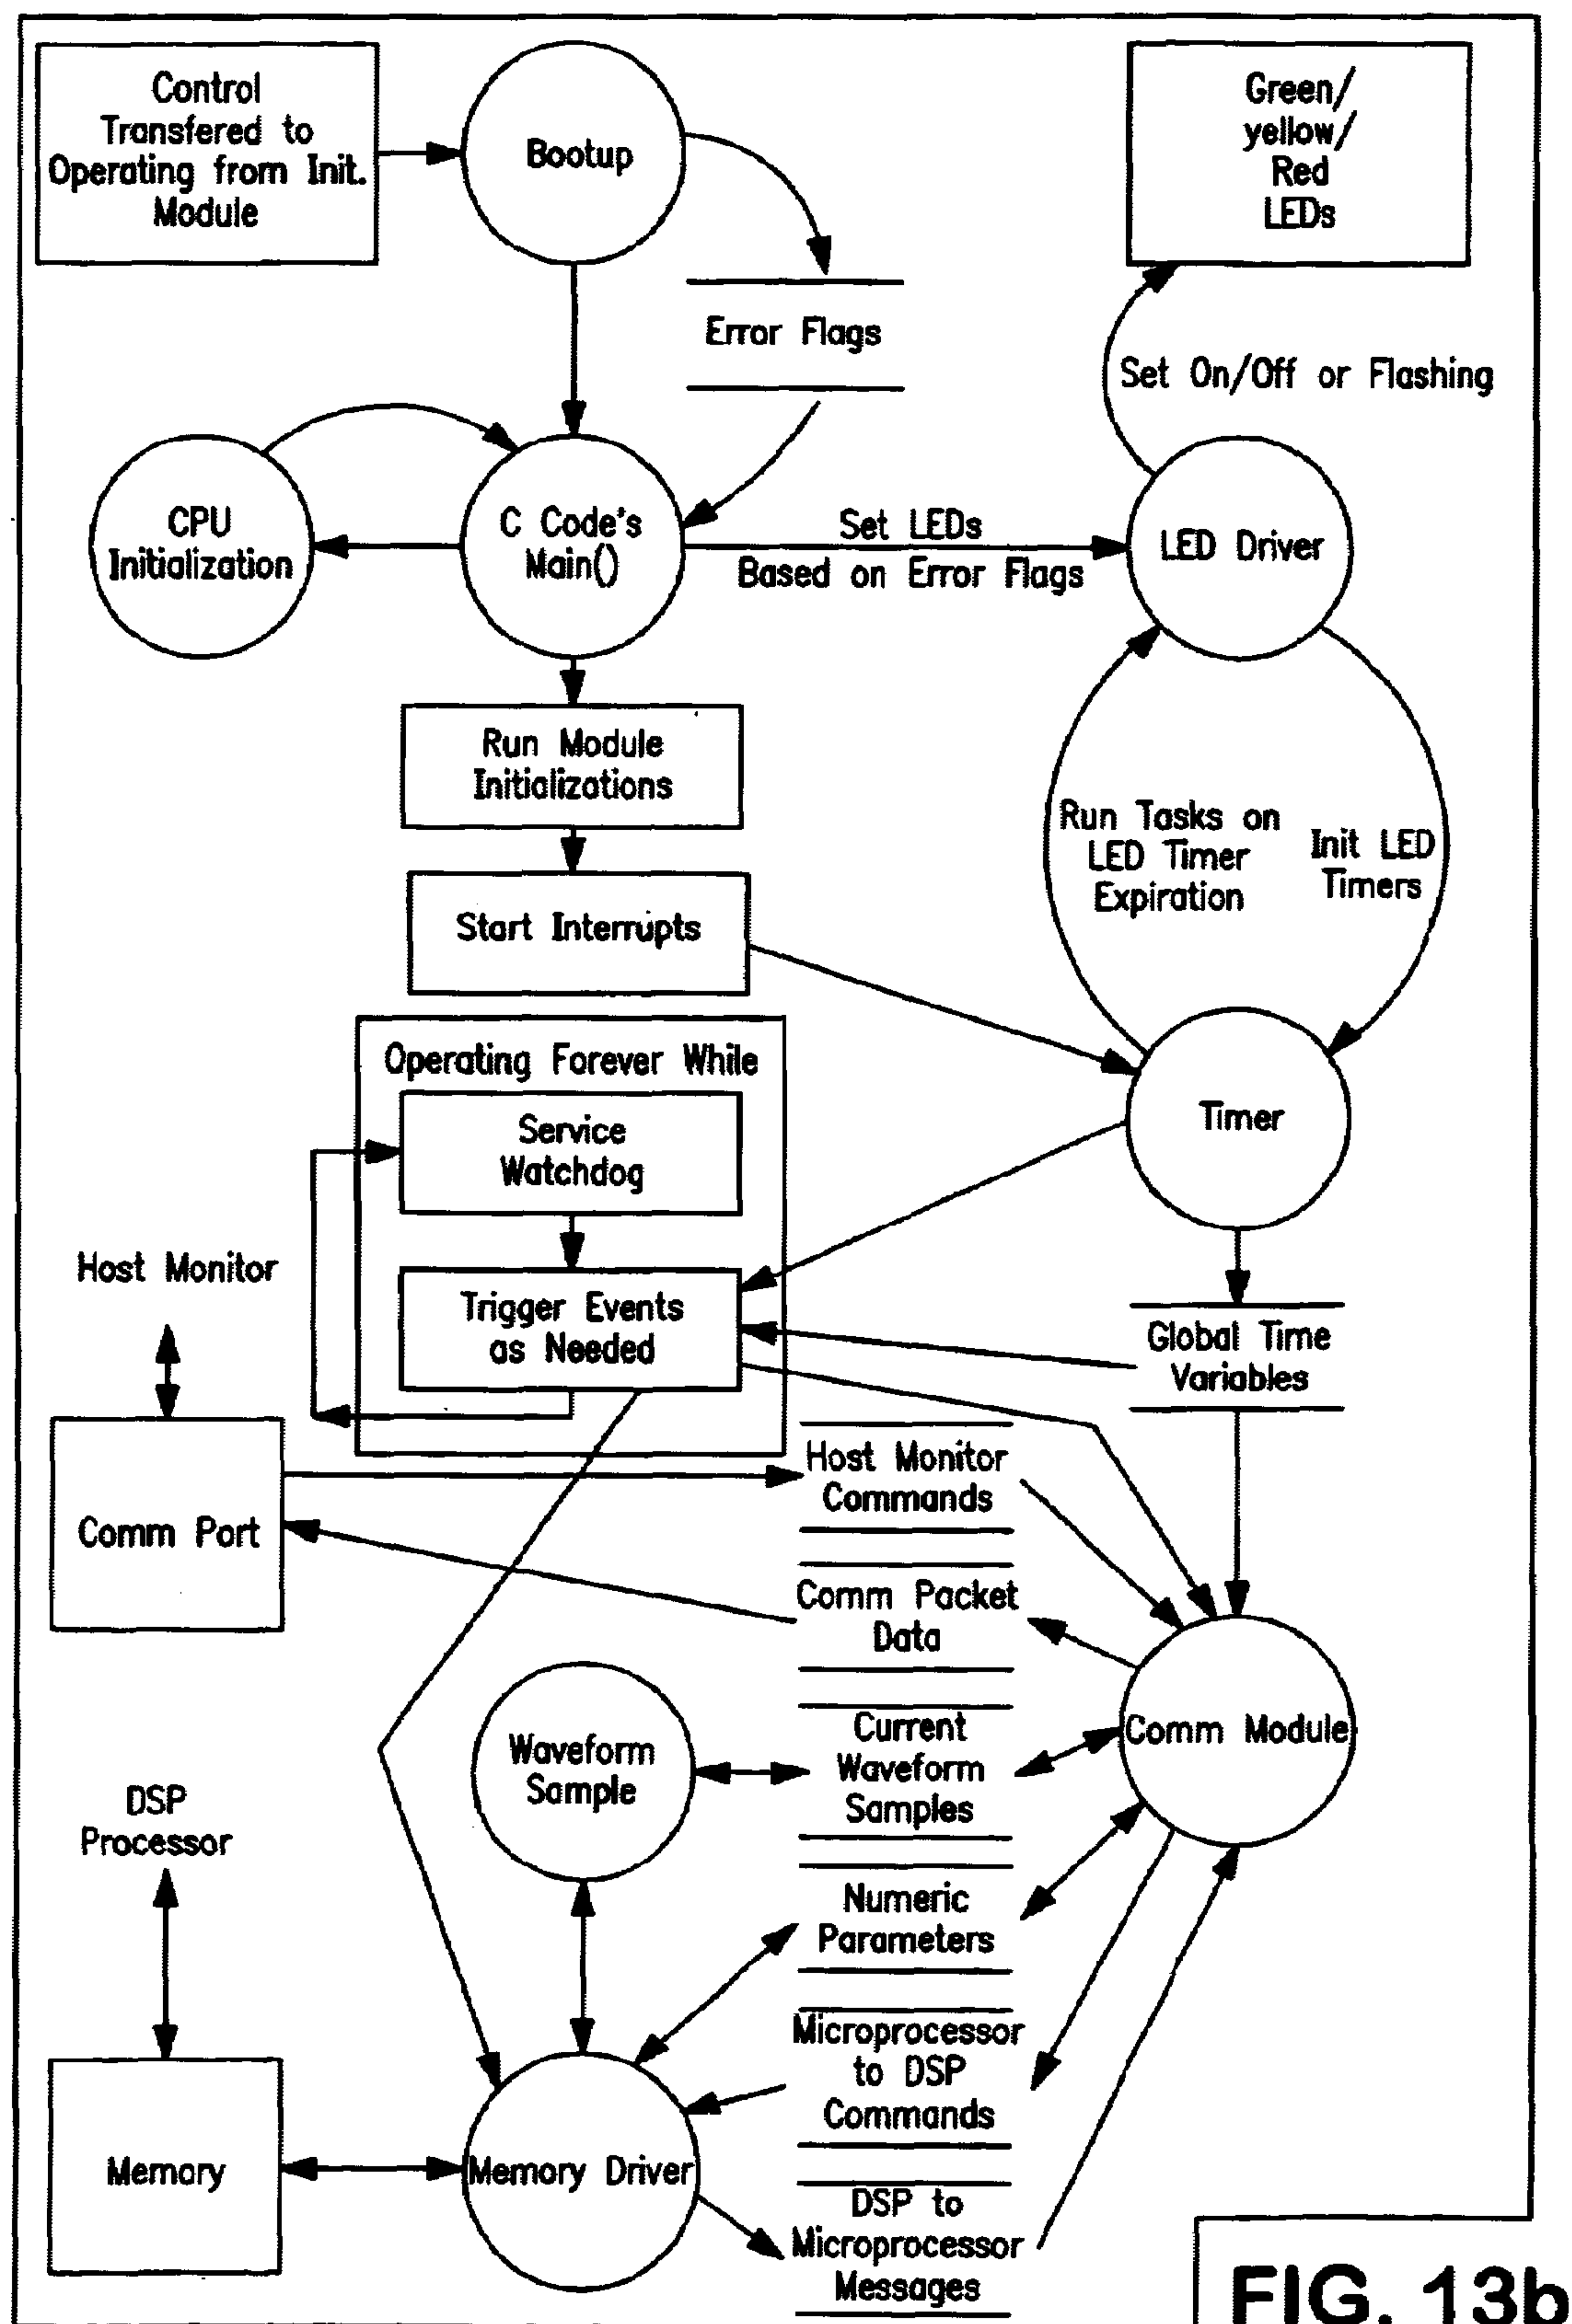 Control
Transfered to
Operating from Init.
Module
Bootup
Green/
yellow/
Red
LEDs
Error Flags
Set On/Off or Flashing
CPU
Initialization
C Code's
Main()
Set LEDs
Based on Error Flags
LED Driver
Run Module
Initializations
Run Tasks on
LED Timer
Expiration
Init LED
Timers
Start Interrupts
Operating Forever While
Service
Watchdog
Timer
Host Monitor
Trigger Events
as Needed
Global Time
Variables
Host Monitor
Commands
Comm Port
Comm Packet
Data
Waveform
Sample
Current
Waveform
Samples
Comm Module
DSP
Processor
Numeric
Parameters
Microprocessor
to DSP
Commands
Memory
Memory Driver
DSP to
Microprocessor
Messages
FIG. 13b